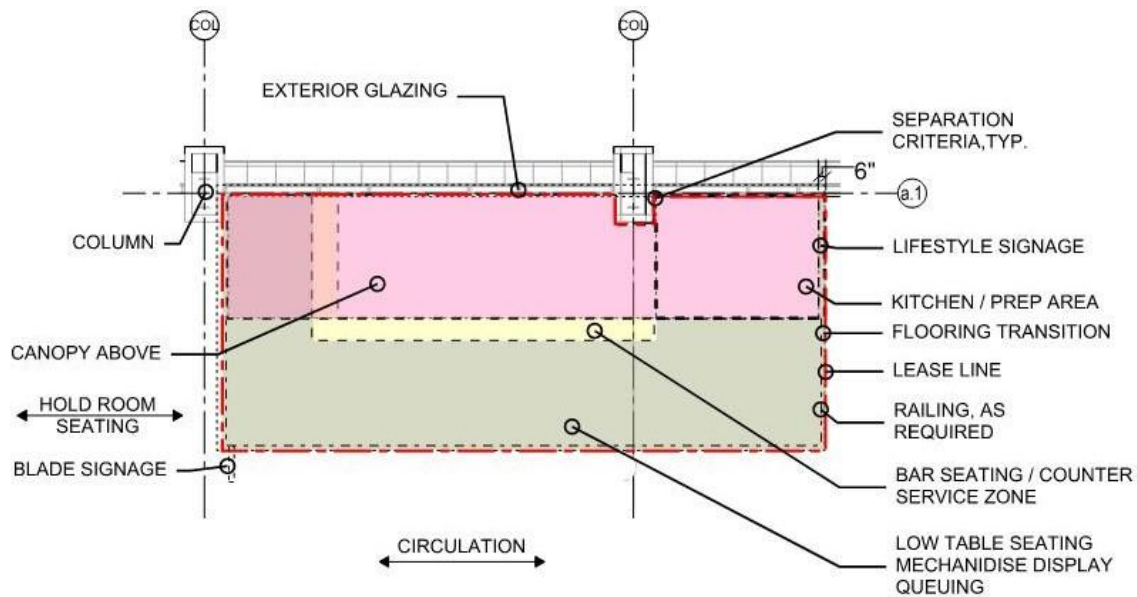 COL
COL
EXTERIOR GLAZING
SEPARATION
CRITERIA,TYP.
6"
a.1
COLUMN
LIFESTYLE SIGNAGE
KITCHEN / PREP AREA
FLOORING TRANSITION
CANOPY ABOVE
LEASE LINE
HOLD ROOM
SEATING
RAILING, AS
REQUIRED
BLADE SIGNAGE
BAR SEATING / COUNTER
SERVICE ZONE
CIRCULATION
LOW TABLE SEATING
MECHANDISE DISPLAY
QUEUING